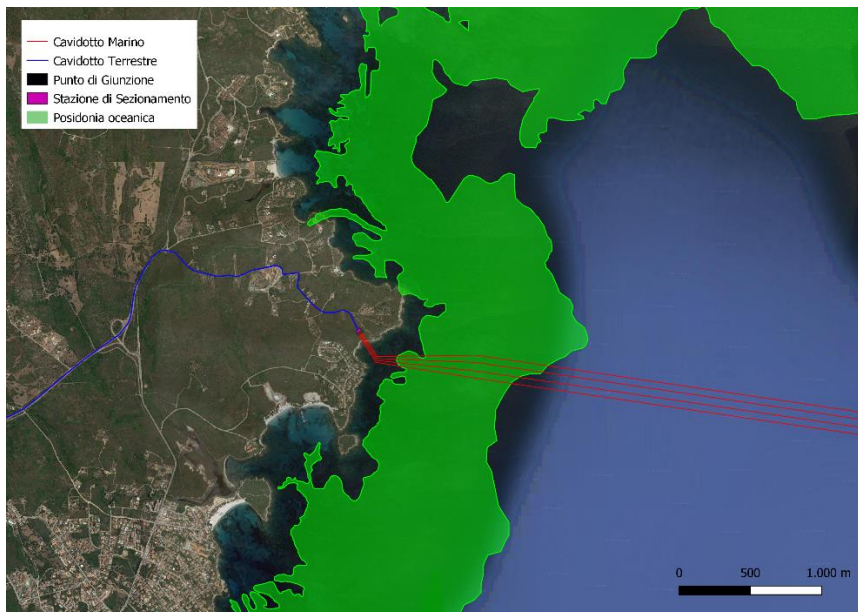 Cavidotto Marino
Cavidotto Terrestre
Punto di Giunzione
Stazione di Sezionamento
Posidonia oceanica
0 500 1.000 m